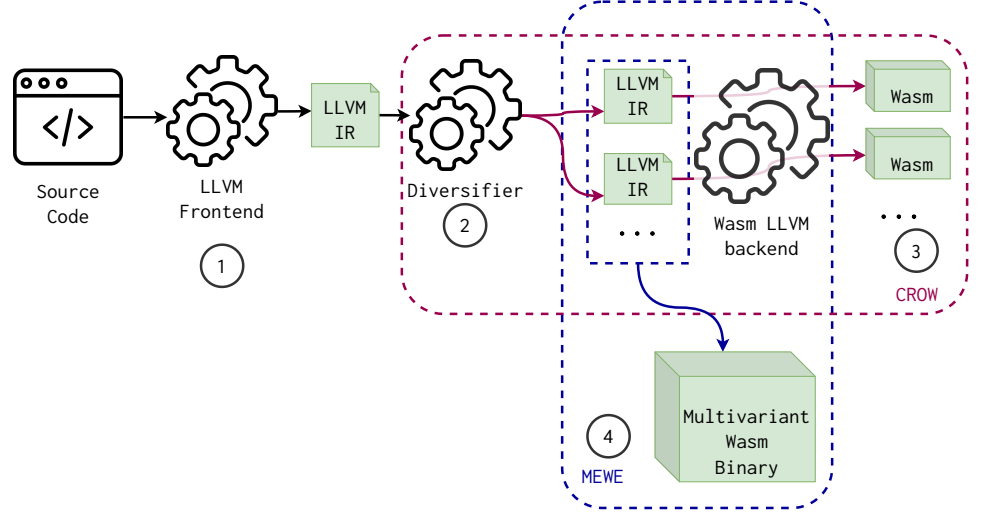 </>
Source
Code
LLVM
Frontend
1
LLVM
IR
Diversifier
2
LLVM
IR
LLVM
IR
...
Wasm LLVM
backend
Wasm
Wasm
...
3
CROW
4
MEWE
Multivariant
Wasm
Binary